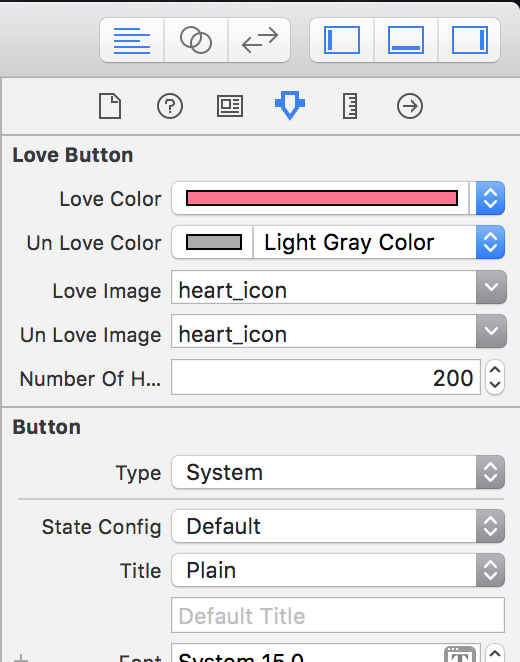 Love Button
Love Color
Un Love Color Light Gray Color
Love Image heart_icon
Un Love Image heart_icon
Number Of H... 200
Button
Type System
State Config Default
Title Plain
Default Title
Font System 15.0